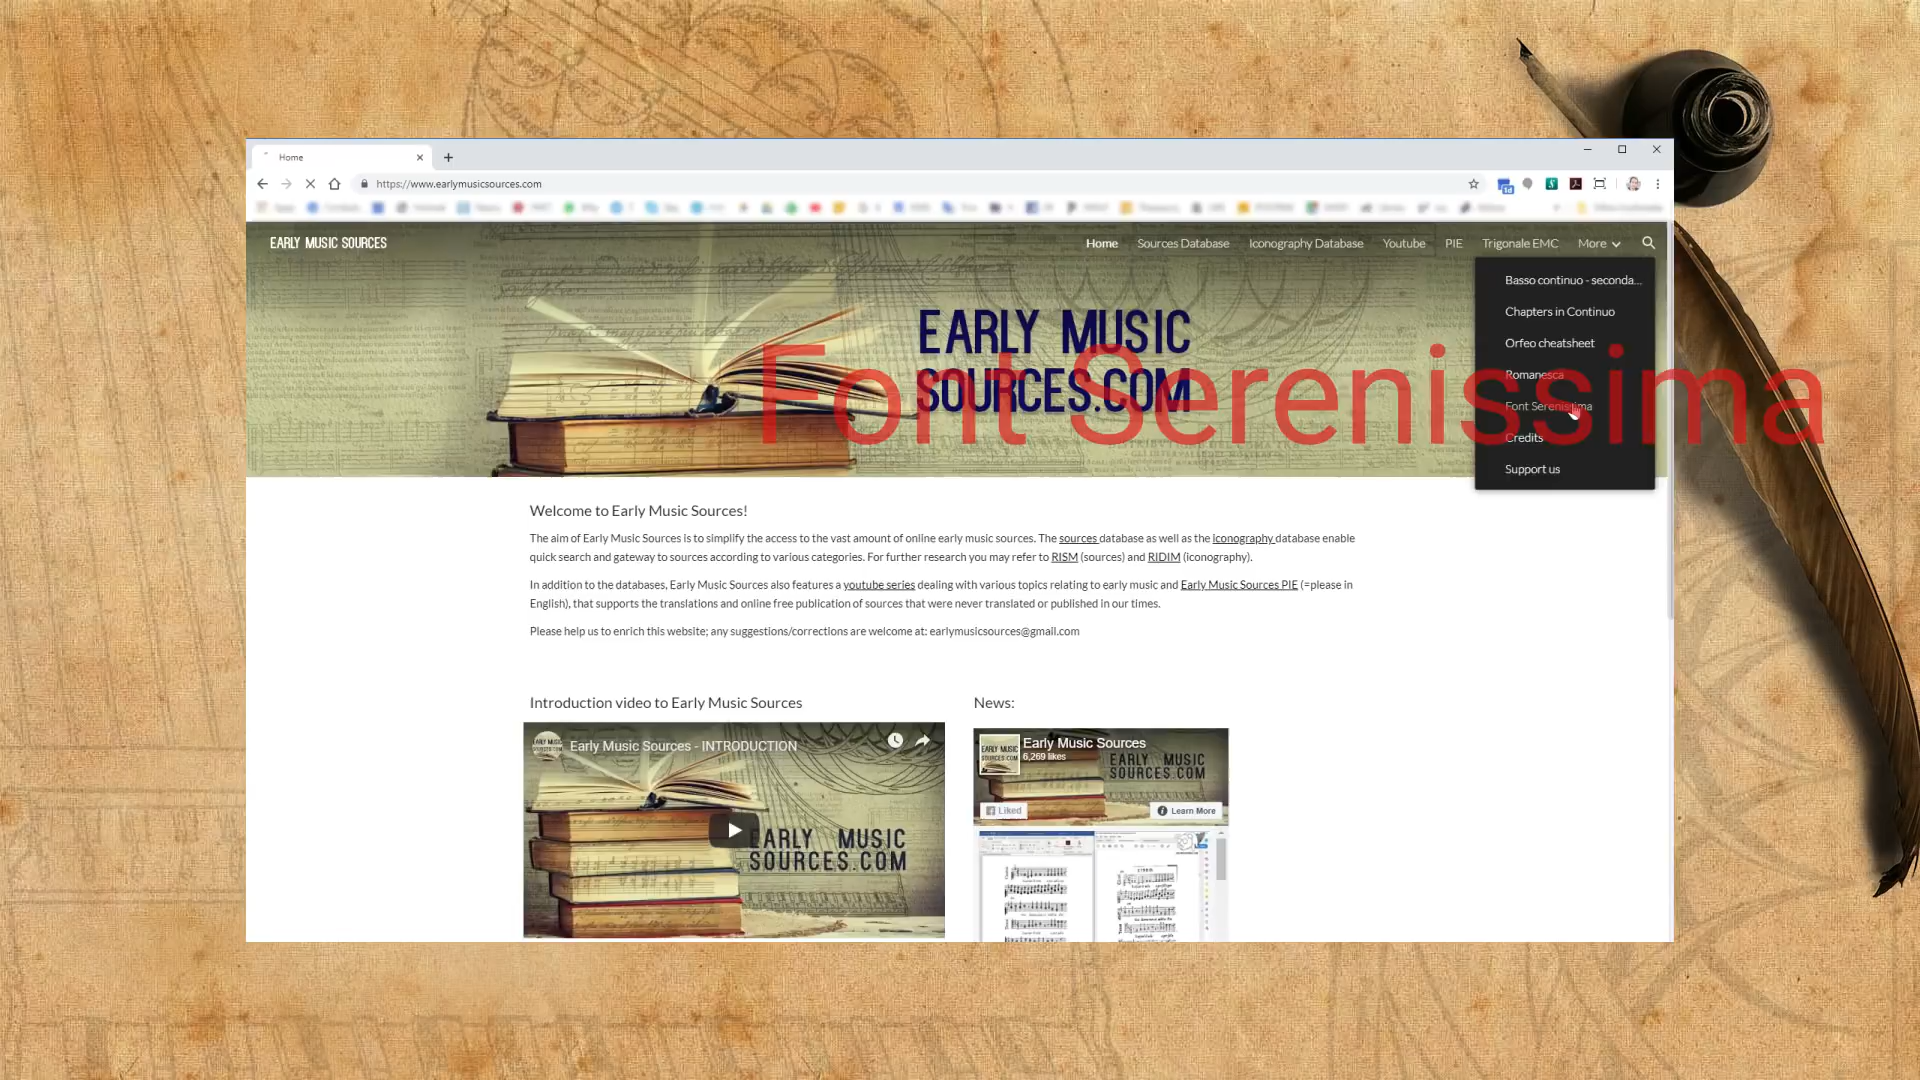 Home
https://www.earlymusicsources.com
EARLY MUSIC SOURCES
Home Sources Database Iconography Database Youtube PIE Trigonale EMC More
Basso continuo - seconda...
Chapters in Continuo
Orfeo cheatsheet
Romanesca
Font Serenissima
Credits
Support us
EARLY MUSIC
SOURCES.COM
Font Serenissima
Welcome to Early Music Sources!
The aim of Early Music Sources is to simplify the access to the vast amount of online early music sources. The sources database as well as the iconography database enable
quick search and gateway to sources according to various categories. For further research you may refer to RISM (sources) and RIDIM (iconography).
In addition to the databases, Early Music Sources also features a youtube series dealing with various topics relating to early music and Early Music Sources PIE (=please in
English), that supports the translations and online free publication of sources that were never translated or published in our times.
Please help us to enrich this website; any suggestions/corrections are welcome at: earlymusicsources@gmail.com
Introduction video to Early Music Sources
Early Music Sources - INTRODUCTION
EARLY MUSIC
SOURCES.COM
News:
EARLY MUSIC
SOURCES.COM
Early Music Sources
6,269 likes
EARLY MUSIC
SOURCES.COM
Liked
Learn More